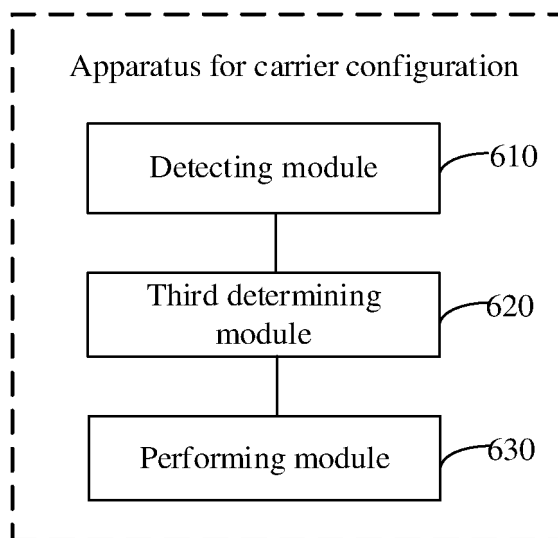 Apparatus for carrier configuration
Detecting module
610
Third determining
module
620
Performing module
630